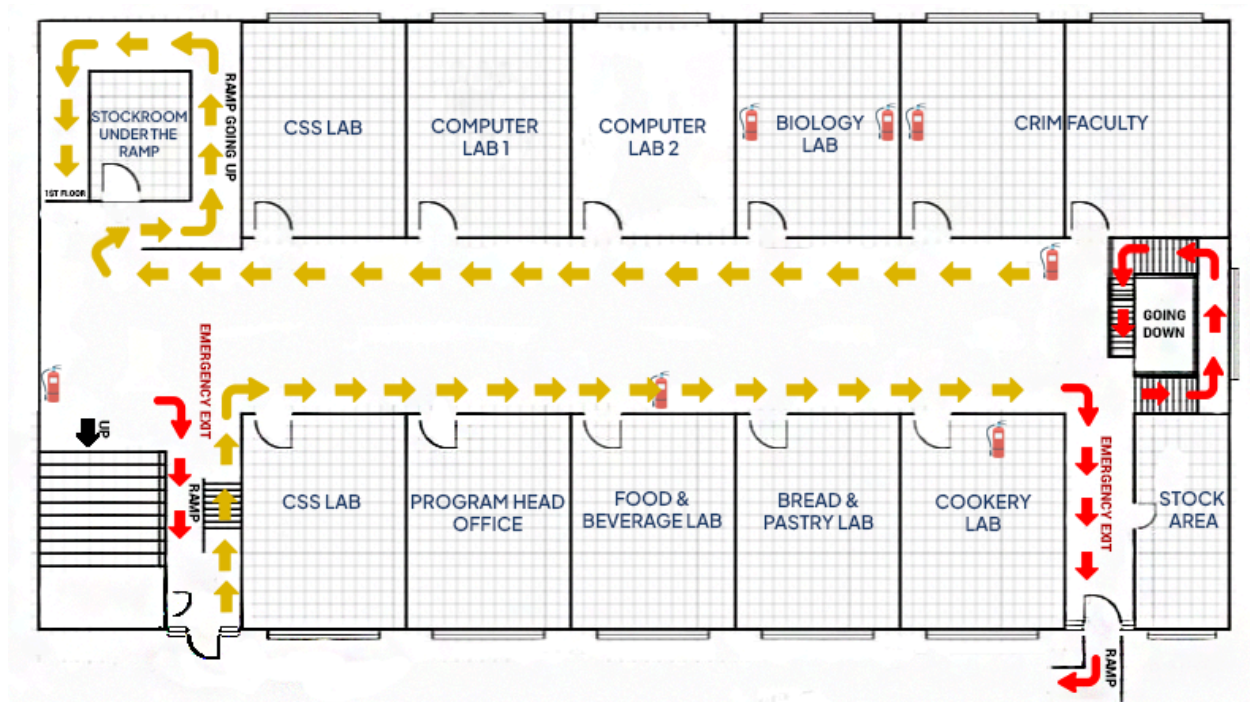 STOCKROOM
UNDER THE
RAMP
RAMP GOING UP
1ST FLOOR
CSS LAB
COMPUTER
LAB 1
COMPUTER
LAB 2
BIOLOGY
LAB
CRIM FACULTY
GOING
DOWN
EMERGENCY EXIT
UP
RAMP
CSS LAB
PROGRAM HEAD
OFFICE
FOOD &
BEVERAGE LAB
BREAD &
PASTRY LAB
COOKERY
LAB
EMERGENCY EXIT
STOCK
AREA
RAMP